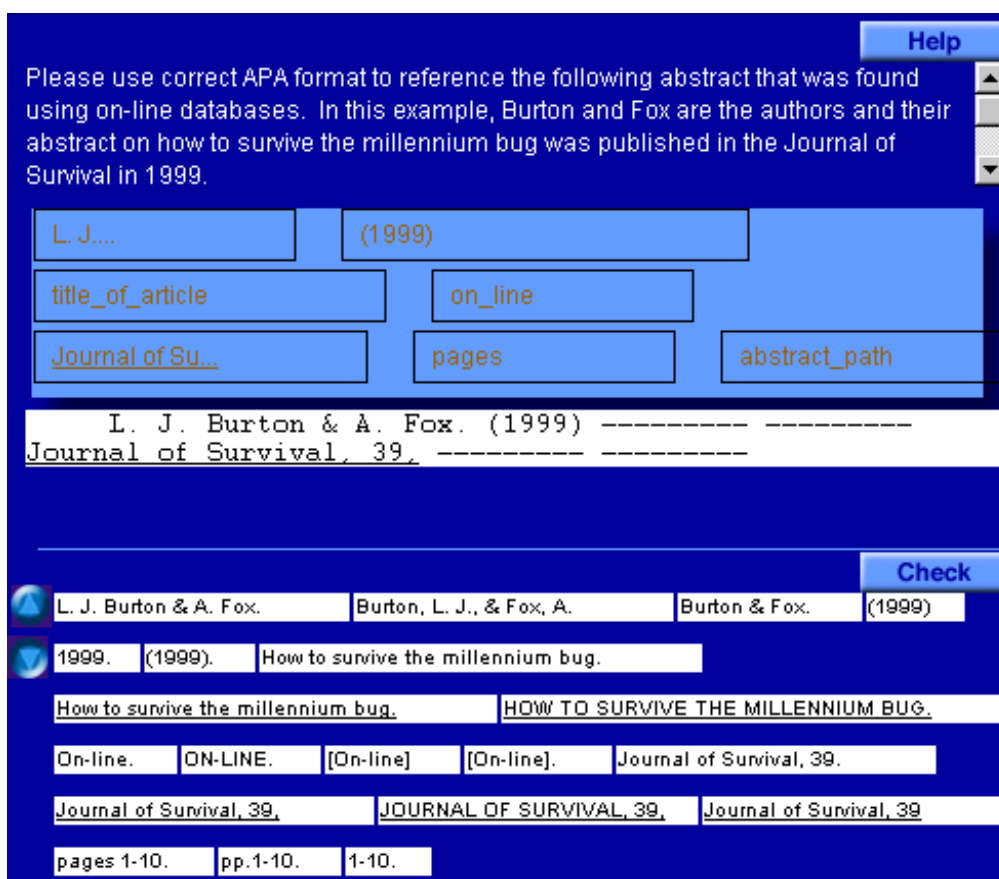 Help
Please use correct APA format to reference the following abstract that was found
using on-line databases. In this example, Burton and Fox are the authors and their
abstract on how to survive the millennium bug was published in the Journal of
Survival in 1999.
L. J.... (1999)
title_of_article on_line
Journal of Su... pages abstract_path
L. J. Burton & A. Fox. (1999) --------- ---------
Journal of Survival, 39, --------- ---------
Check
L. J. Burton & A. Fox. Burton, L. J., & Fox, A. Burton & Fox. (1999)
1999. (1999). How to survive the millennium bug.
How to survive the millennium bug. HOW TO SURVIVE THE MILLENNIUM BUG.
On-line. ON-LINE. [On-line] [On-line]. Journal of Survival, 39.
Journal of Survival, 39, JOURNAL OF SURVIVAL, 39, Journal of Survival, 39
pages 1-10. pp.1-10. 1-10.